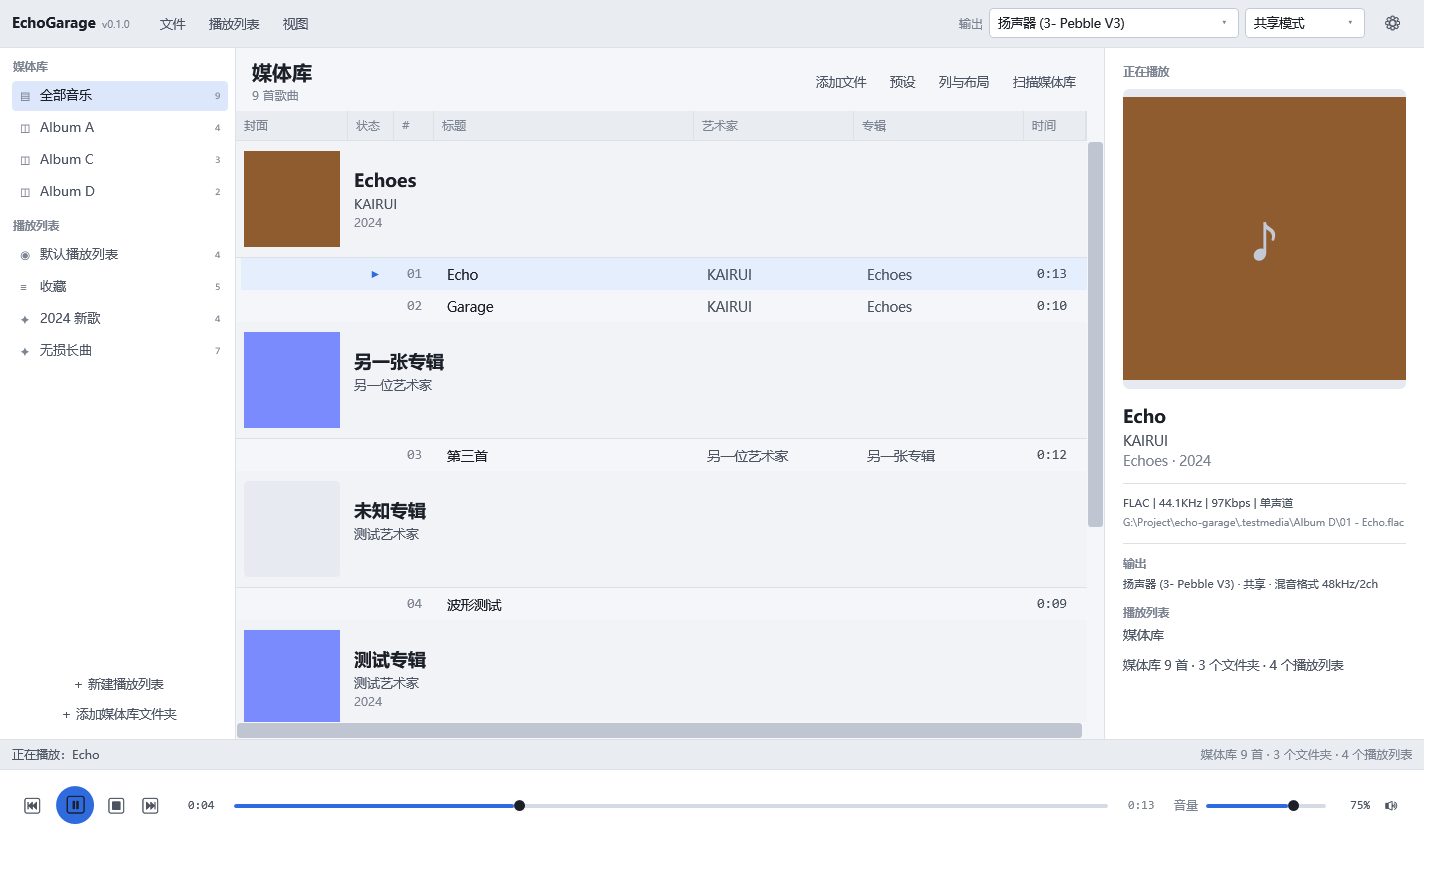 EchoGarage v0.1.0 文件 播放列表 视图 输出 扬声器 (3- Pebble V3) 共享模式
媒体库
全部音乐 9
Album A 4
Album C 3
Album D 2
播放列表
默认播放列表 4
收藏 5
2024 新歌 4
无损长曲 7
+ 新建播放列表
+ 添加媒体库文件夹
媒体库
9 首歌曲
添加文件 预设 列与布局 扫描媒体库
封面 状态 # 标题 艺术家 专辑 时间
Echoes
KAIRUI
2024
01 Echo KAIRUI Echoes 0:13
02 Garage KAIRUI Echoes 0:10
另一张专辑
另一位艺术家
03 第三首 另一位艺术家 另一张专辑 0:12
未知专辑
测试艺术家
04 波形测试 0:09
测试专辑
测试艺术家
2024
正在播放
Echo
KAIRUI
Echoes · 2024
FLAC | 44.1KHz | 97Kbps | 单声道
G:\Project\echo-garage\.testmedia\Album D\01 - Echo.flac
输出
扬声器 (3- Pebble V3) · 共享 · 混音格式 48kHz/2ch
播放列表
媒体库
媒体库 9 首 · 3 个文件夹 · 4 个播放列表
正在播放：Echo 媒体库 9 首 · 3 个文件夹 · 4 个播放列表
0:04 0:13 音量 75%